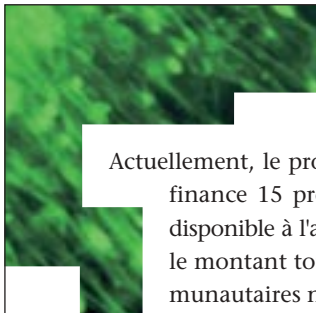 Actuellement, le pro
finance 15 pr
disponible à l'a
le montant to
munautaires n